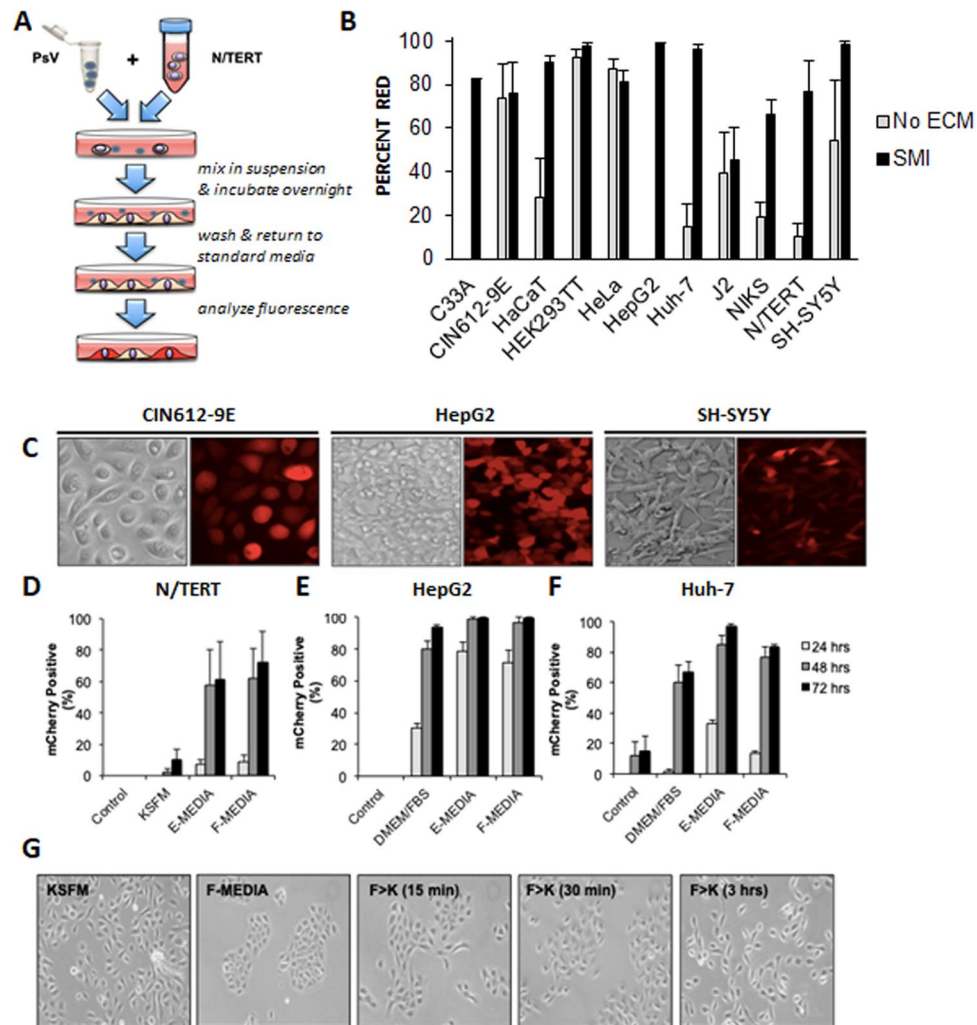 A
PsV
+
N/TERT
mix in suspension
& incubate overnight
wash & return to
standard media
analyze fluorescence
B
PERCENT RED
100
80
60
40
20
0
C33A
CIN612-9E
HaCaT
HEK293TT
HeLa
HepG2
Huh-7
J2
NIKS
N/TERT
SH-SY5Y
No ECM
SMI
C
CIN612-9E
HepG2
SH-SY5Y
D
N/TERT
mCherry Positive
(%)
100
80
60
40
20
0
Control
KSFM
E-MEDIA
F-MEDIA
E
HepG2
mCherry Positive
(%)
100
80
60
40
20
0
Control
DMEM/FBS
E-MEDIA
F-MEDIA
F
Huh-7
mCherry Positive
(%)
100
80
60
40
20
0
Control
DMEM/FBS
E-MEDIA
F-MEDIA
24 hrs
48 hrs
72 hrs
G
KSFM
F-MEDIA
F>K (15 min)
F>K (30 min)
F>K (3 hrs)